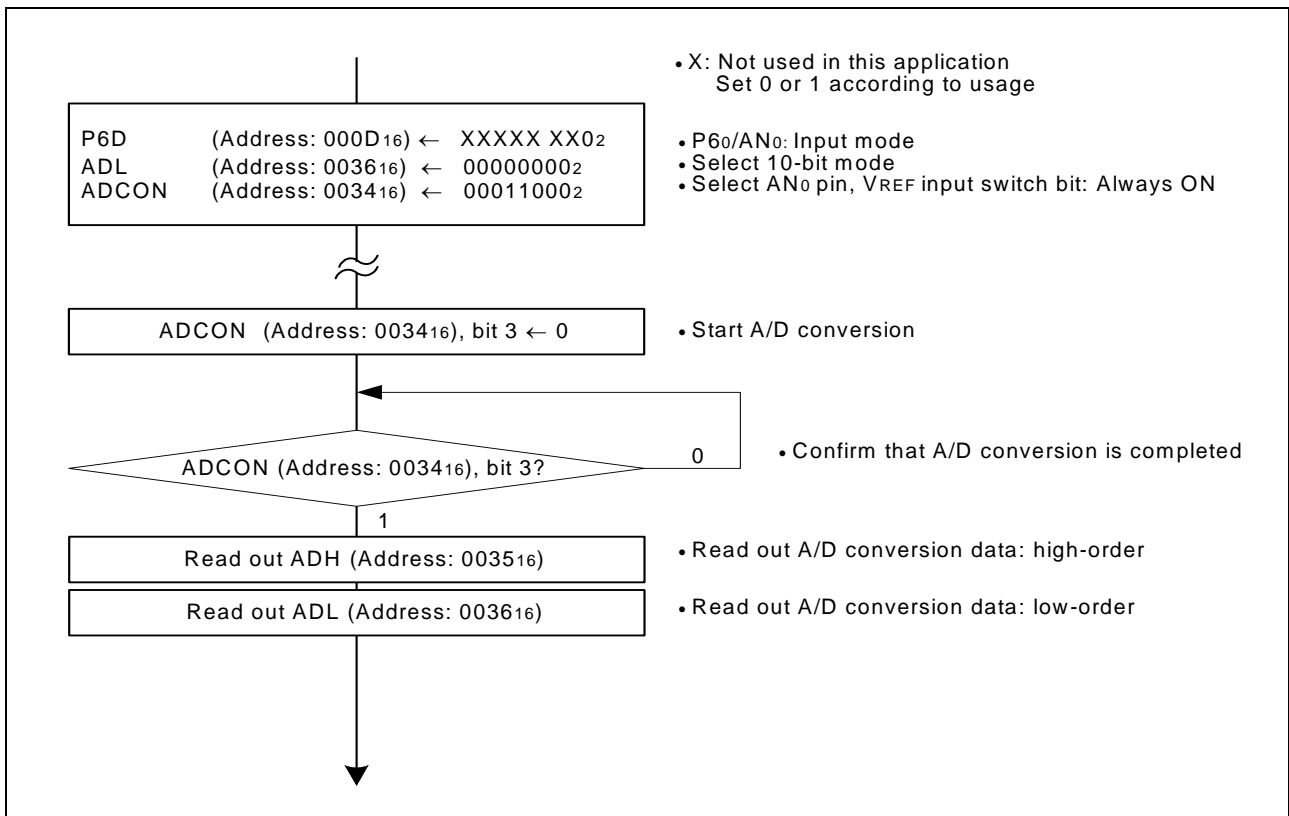 • X: Not used in this application
Set 0 or 1 according to usage
P6D (Address: 000D16) ← XXXXX XX02
• P60/AN0: Input mode
ADL (Address: 003616) ← 000000002
• Select 10-bit mode
ADCON (Address: 003416) ← 000110002
• Select AN0 pin, VREF input switch bit: Always ON
ADCON (Address: 003416), bit 3 ← 0
• Start A/D conversion
ADCON (Address: 003416), bit 3?
0
• Confirm that A/D conversion is completed
1
Read out ADH (Address: 003516)
• Read out A/D conversion data: high-order
Read out ADL (Address: 003616)
• Read out A/D conversion data: low-order